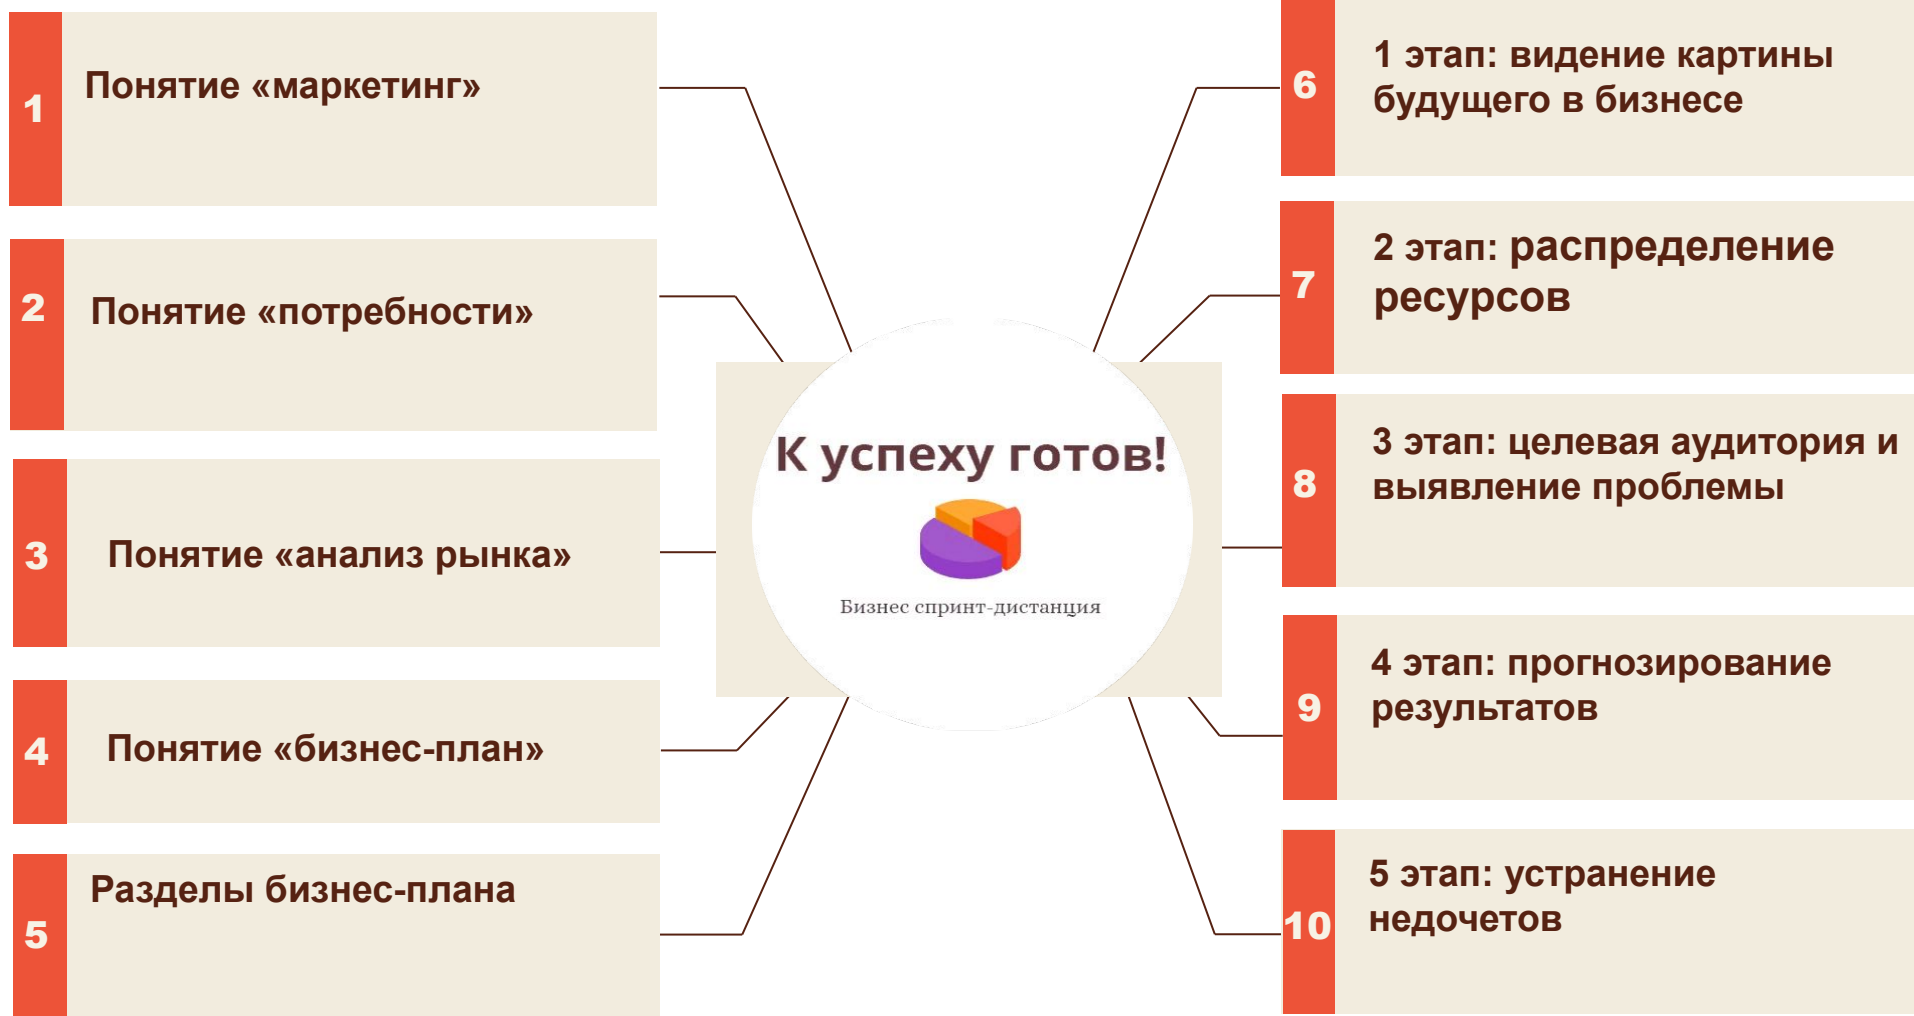 1
Понятие «маркетинг»
2
Понятие «потребности»
3
Понятие «анализ рынка»
4
Понятие «бизнес-план»
5
Разделы бизнес-плана
К успеху готов!
Бизнес спринт-дистанция
6
1 этап: видение картины
будущего в бизнесе
7
2 этап: распределение
ресурсов
8
3 этап: целевая аудитория и
выявление проблемы
9
4 этап: прогнозирование
результатов
10
5 этап: устранение
недочетов